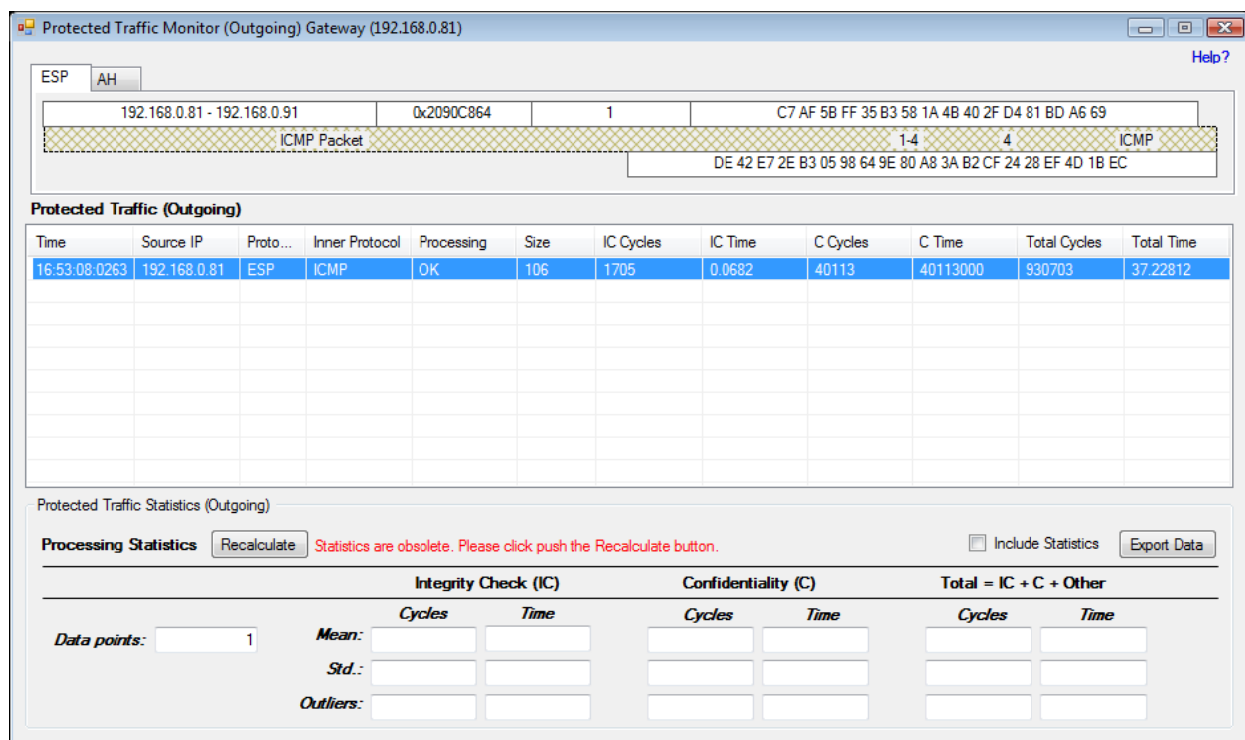 Protected Traffic Monitor (Outgoing) Gateway (192.168.0.81)
Help?
ESP AH
192.168.0.81 - 192.168.0.91 0x2090C864 1 C7 AF 5B FF 35 B3 58 1A 4B 40 2F D4 81 BD A6 69
ICMP Packet 1-4 4 ICMP
DE 42 E7 2E B3 05 98 64 9E 80 A8 3A B2 CF 24 28 EF 4D 1B EC
Protected Traffic (Outgoing)
Time Source IP Proto... Inner Protocol Processing Size IC Cycles IC Time C Cycles C Time Total Cycles Total Time
16:53:08:0263 192.168.0.81 ESP ICMP OK 106 1705 0.0682 40113 40113000 930703 37.22812
Protected Traffic Statistics (Outgoing)
Processing Statistics Recalculate Statistics are obsolete. Please click push the Recalculate button. Include Statistics Export Data
Integrity Check (IC) Confidentiality (C) Total = IC + C + Other
Cycles Time Cycles Time Cycles Time
Data points: 1 Mean:
Std.:
Outliers: